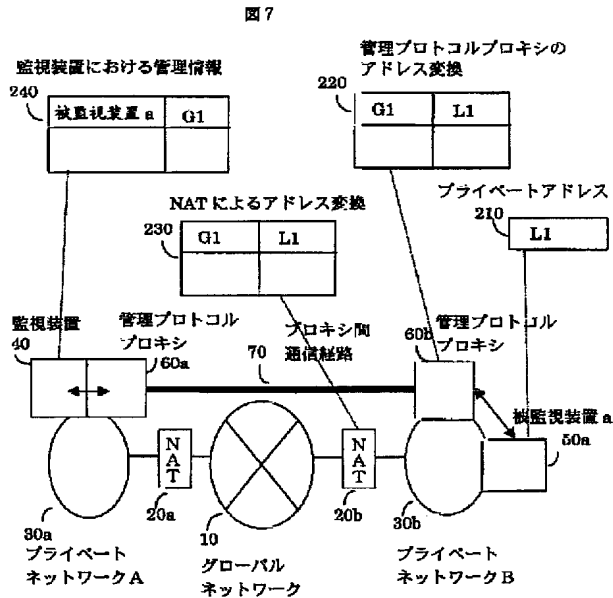 図7
監視装置における管理情報
240
被監視装置a G1
管理プロトコルプロキシの
アドレス変換
220
G1 L1
NATによるアドレス変換
230
G1 L1
プライベートアドレス
210
L1
監視装置
40
管理プロトコル
プロキシ
60a
プロキシ間
通信経路
70
管理プロトコル
プロキシ
60b
被監視装置a
50a
NAT
20a
NAT
20b
10
30a
30b
プライベート
ネットワークA
グローバル
ネットワーク
プライベート
ネットワークB